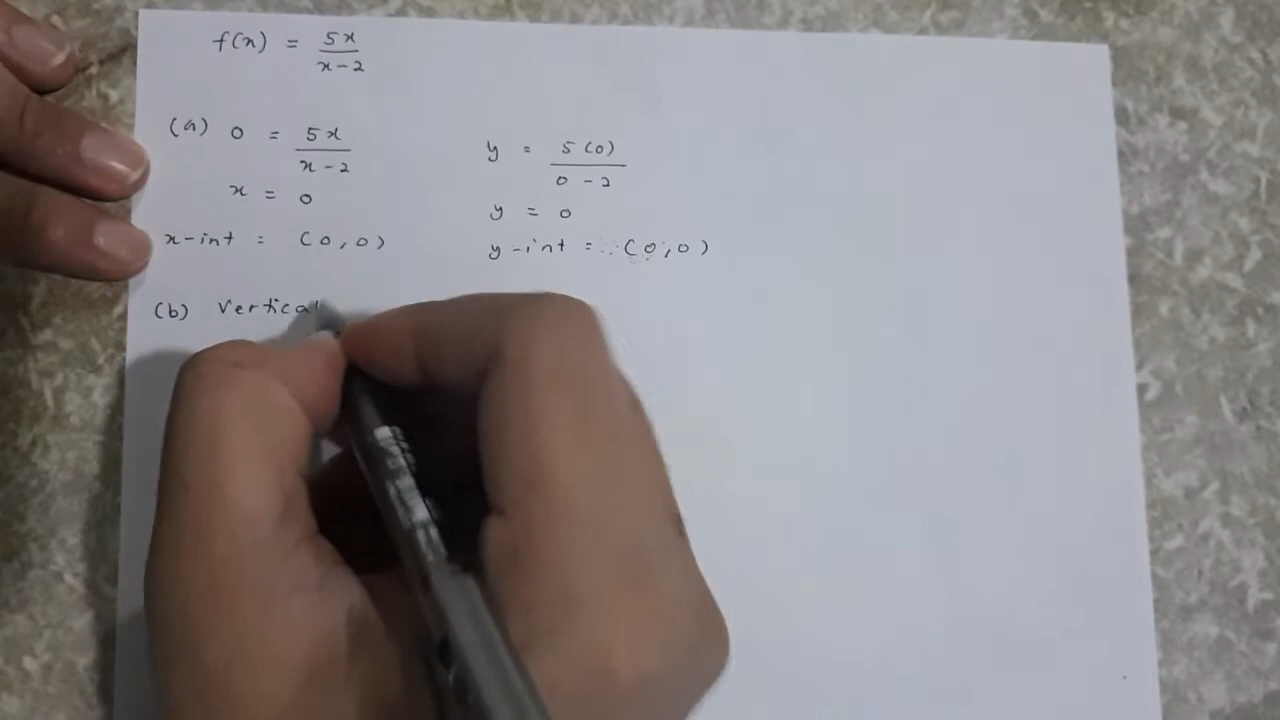 f(x) = 5x / x-2
(a) 0 = 5x / x-2
x = 0
x-int = (0,0)
y = 5(0) / 0-2
y = 0
y-int = (0,0)
(b) Vertical